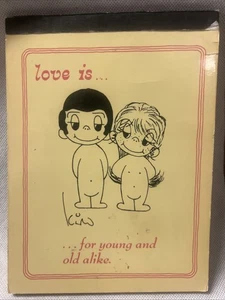 love is...
Kim
...for young and
old alike.